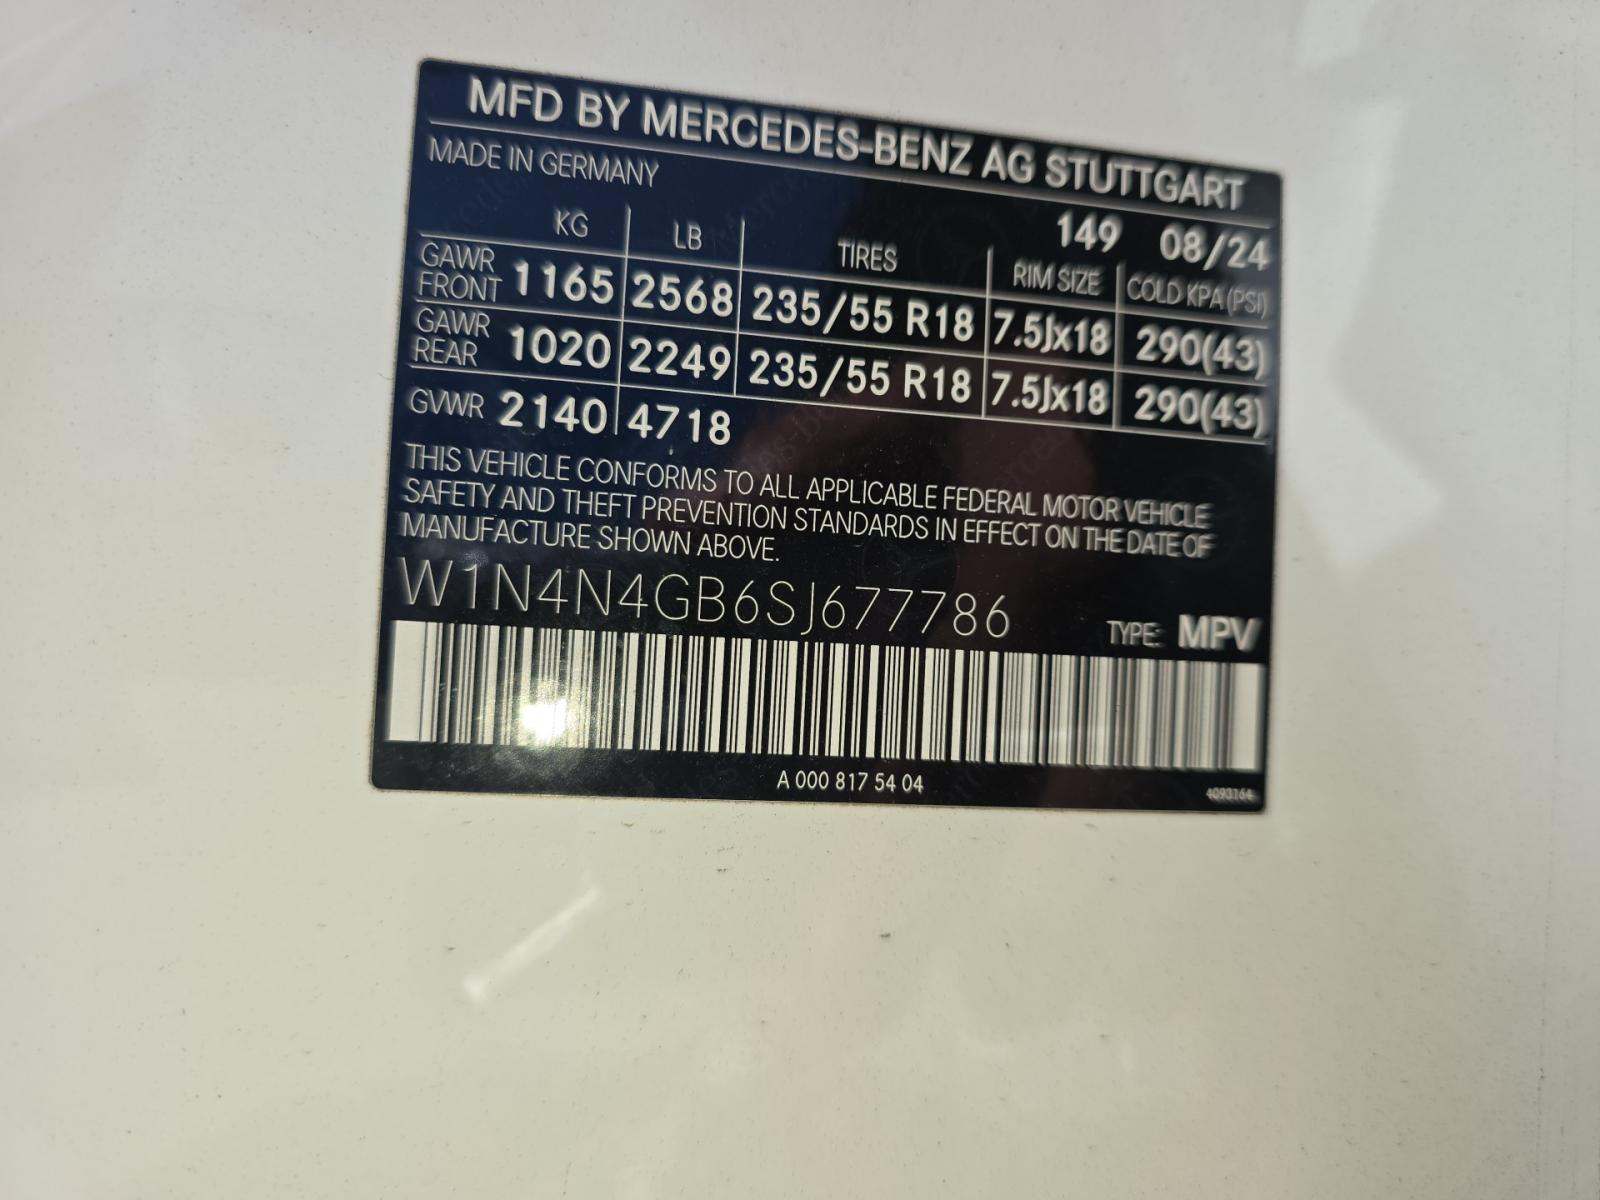 MFD BY MERCEDES-BENZ AG STUTTGART
MADE IN GERMANY
149 08/24
KG LB TIRES RIM SIZE COLD KPA (PSI)
GAWR FRONT 1165 2568 235/55 R18 7.5Jx18 290(43)
GAWR REAR 1020 2249 235/55 R18 7.5Jx18 290(43)
GVWR 2140 4718
THIS VEHICLE CONFORMS TO ALL APPLICABLE FEDERAL MOTOR VEHICLE
SAFETY AND THEFT PREVENTION STANDARDS IN EFFECT ON THE DATE OF
MANUFACTURE SHOWN ABOVE.
W1N4N4GB6SJ677786
TYPE: MPV
A 000 817 54 04
4093164